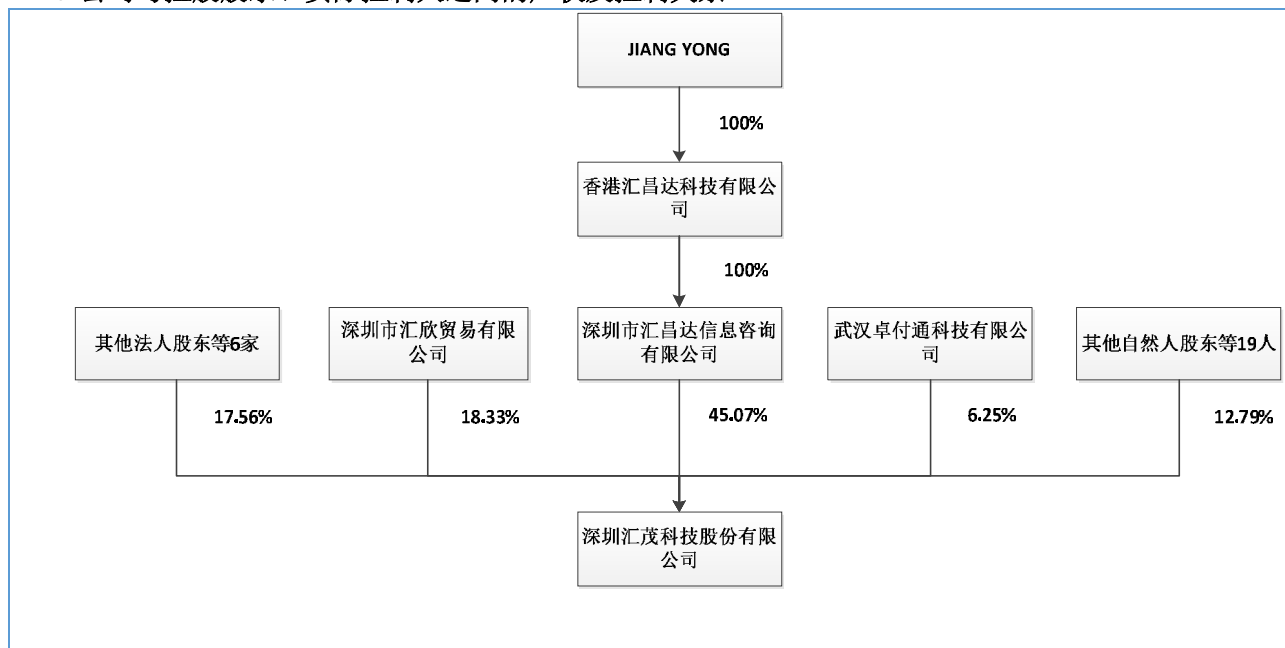 JIANG YONG
100%
香港汇昌达科技有限公
司
100%
其他法人股东等6家
深圳市汇欣贸易有限
公司
深圳市汇昌达信息咨询
有限公司
武汉卓付通科技有限公
司
其他自然人股东等19人
17.56%
18.33%
45.07%
6.25%
12.79%
深圳汇茂科技股份有限
公司